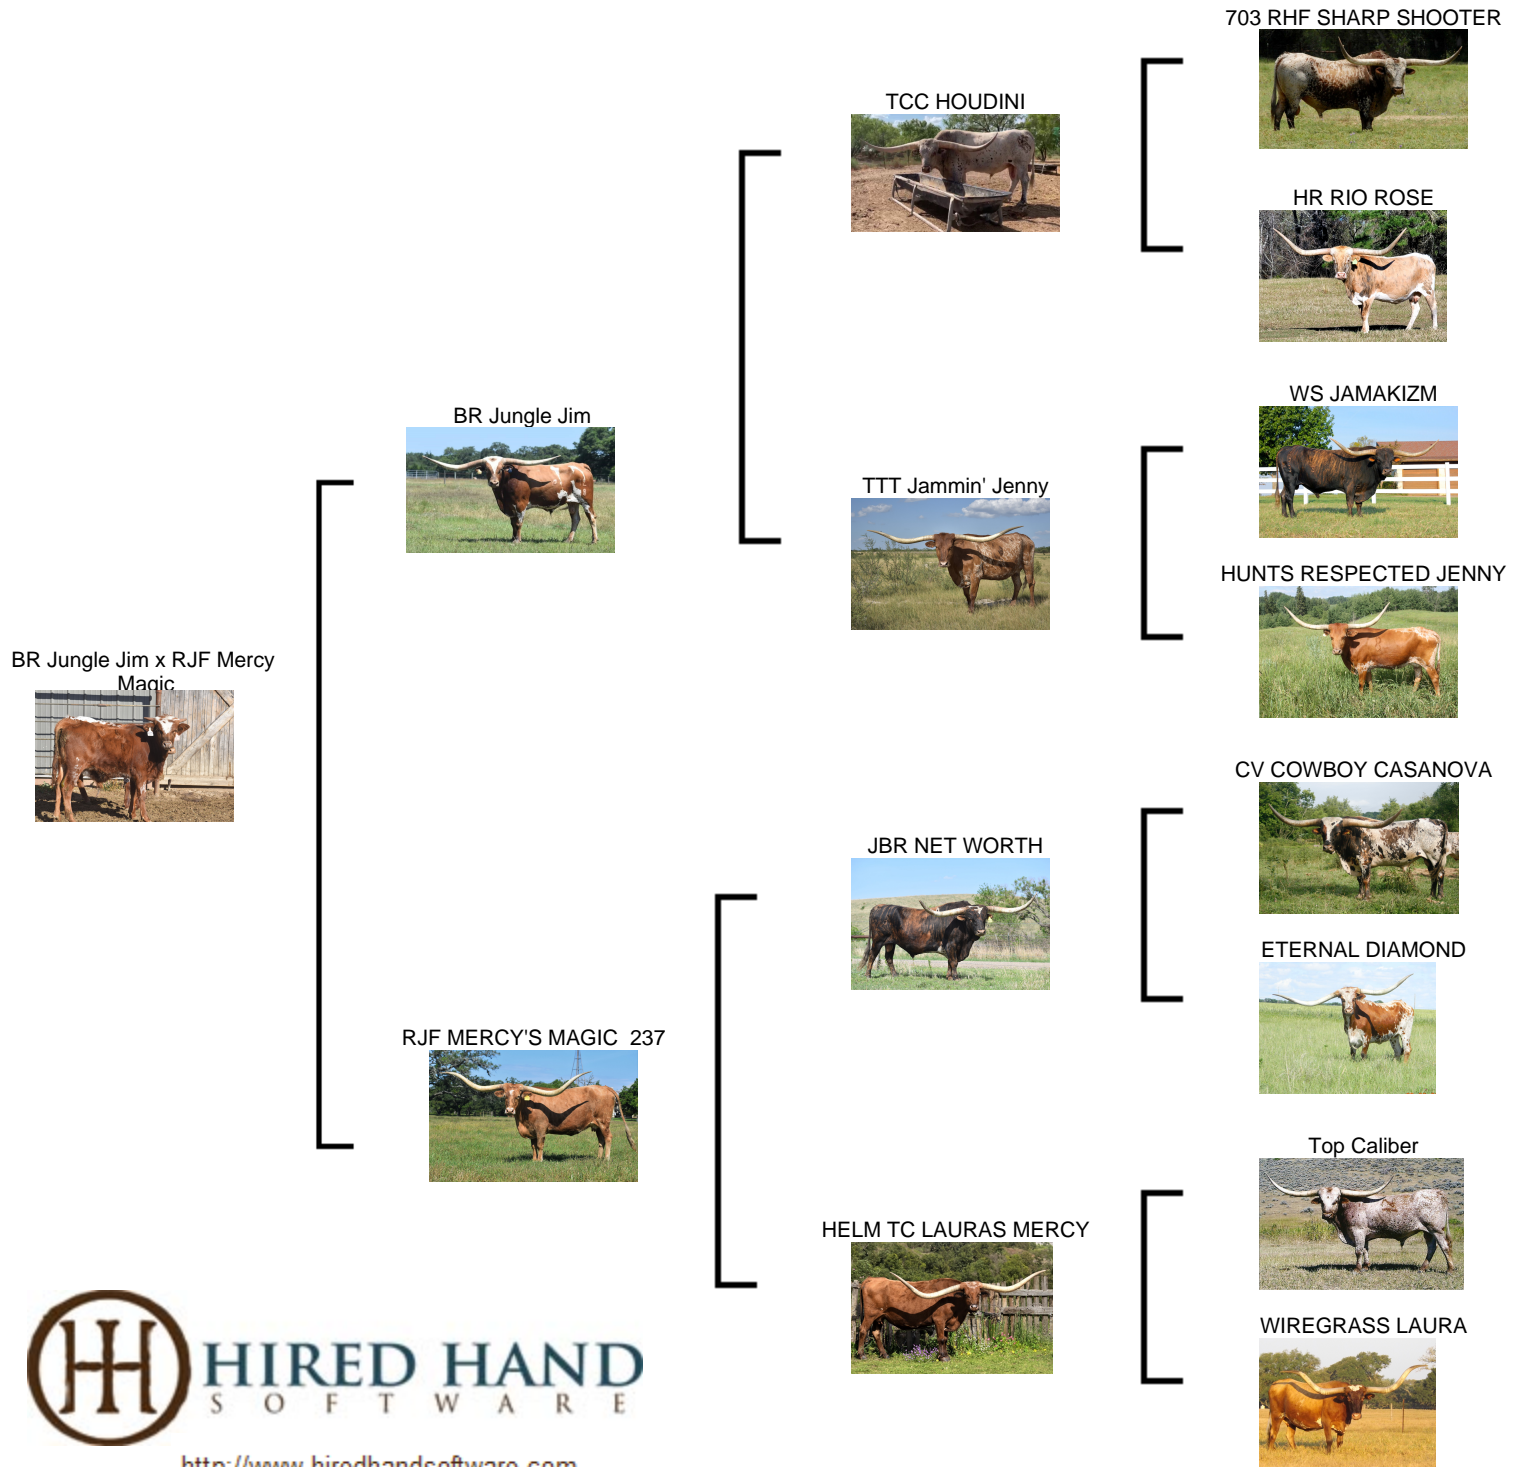 703 RHF SHARP SHOOTER
TCC HOUDINI
HR RIO ROSE
WS JAMAKIZM
BR Jungle Jim
TTT Jammin' Jenny
HUNTS RESPECTED JENNY
BR Jungle Jim x RJF Mercy
Magic
CV COWBOY CASANOVA
JBR NET WORTH
ETERNAL DIAMOND
RJF MERCY'S MAGIC  237
Top Caliber
HELM TC LAURAS MERCY
WIREGRASS LAURA
HIRED HAND
SOFTWARE
http://www.hiredhandsoftware.com